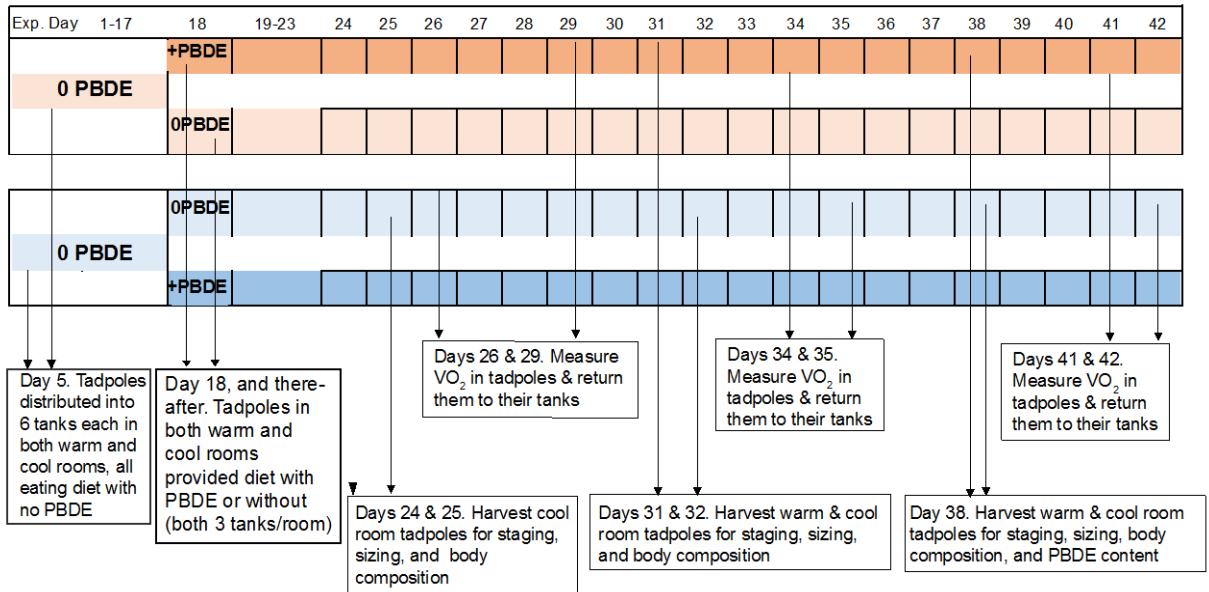 Exp. Day 1-17 18 19-23 24 25 26 27 28 29 30 31 32 33 34 35 36 37 38 39 40 41 42
+PBDE
0 PBDE
0PBDE
0PBDE
0 PBDE
+PBDE
Day 5. Tadpoles
distributed into
6 tanks each in
both warm and
cool rooms, all
eating diet with
no PBDE
Day 18, and there-
after. Tadpoles in
both warm and
cool rooms
provided diet with
PBDE or without
(both 3 tanks/room)
Days 26 & 29. Measure
VO2 in tadpoles & return
them to their tanks
Days 34 & 35.
Measure VO2 in
tadpoles & return
them to their tanks
Days 41 & 42.
Measure VO2 in
tadpoles & return
them to their tanks
Days 24 & 25. Harvest cool
room tadpoles for staging,
sizing, and body
composition
Days 31 & 32. Harvest warm & cool
room tadpoles for staging, sizing,
and body composition
Day 38. Harvest warm & cool room
tadpoles for staging, sizing, body
composition, and PBDE content